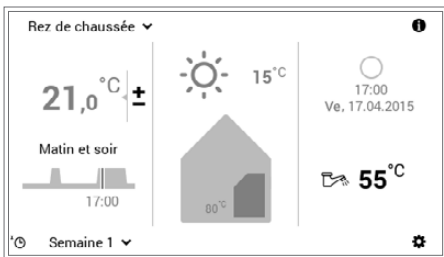 Rez de chaussée
21,0 °C ±
Matin et soir
17:00
Semaine 1
15°C
80°C
17:00
Ve, 17.04.2015
55°C